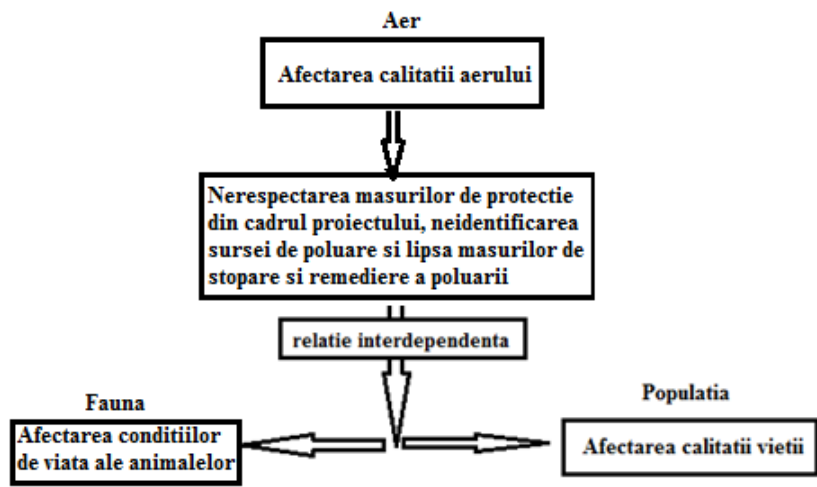 Aer
Afectarea calitatii aerului
Nerespectarea masurilor de protectie
din cadrul proiectului, neidentificarea
sursei de poluare si lipsa masurilor de
stopare si remediere a poluarii
relatie interdependenta
Fauna
Afectarea conditiilor
de viata ale animalelor
Populatia
Afectarea calitatii vietii